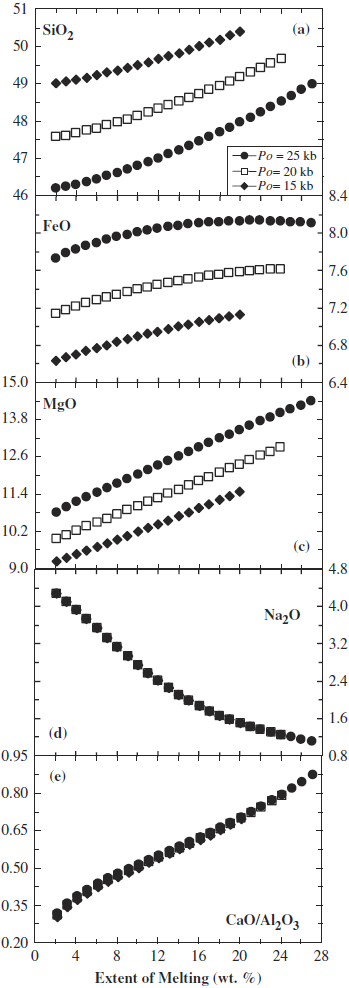 51
SiO2 (a)
50
49
48
47
Po = 25 kb
Po= 20 kb
Po= 15 kb
46 8.4
FeO
8.0
7.6
7.2
6.8
(b)
15.0 6.4
MgO
13.8
12.6
11.4
10.2
(c)
9.0 4.8
Na2O 4.0
3.2
2.4
1.6
(d)
0.95 0.8
(e)
0.80
0.65
0.50
0.35
CaO/Al2O3
0.20
0 4 8 12 16 20 24 28
Extent of Melting (wt. %)